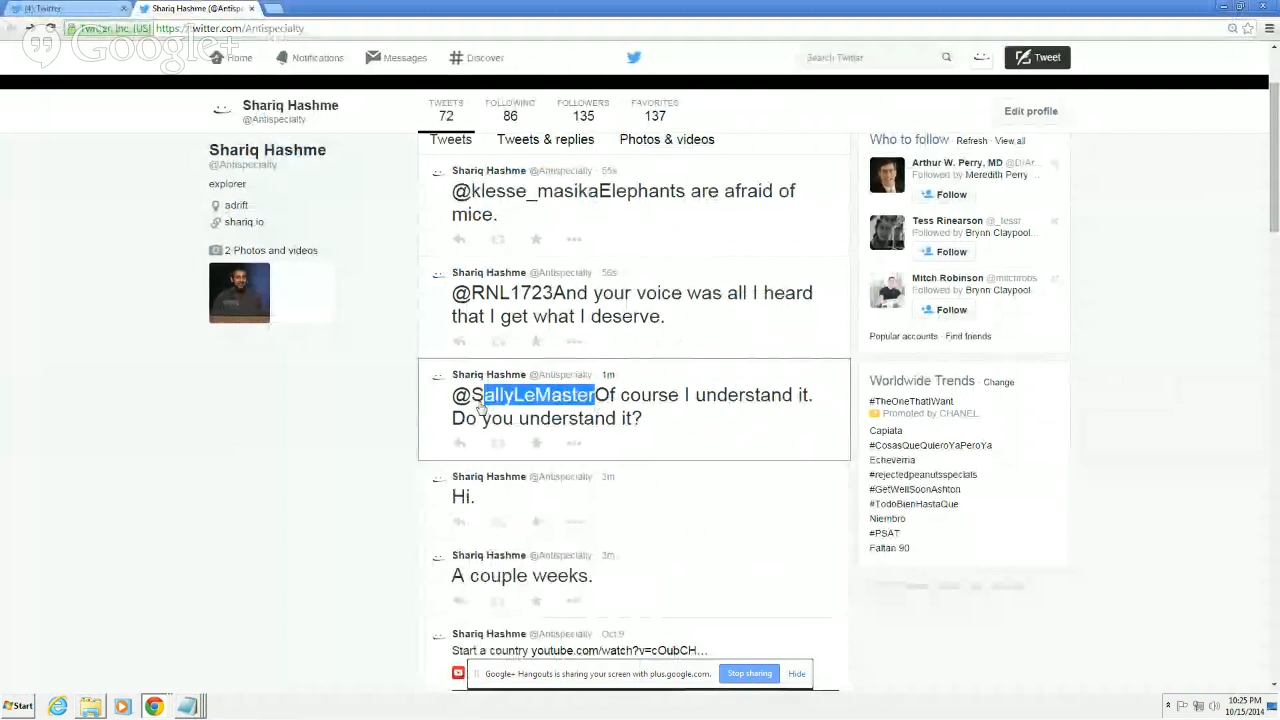 (4) Twitter
Shariq Hashme (@Antispecialty
Twitter, Inc. [US]
https://twitter.com/Antispecialty
Google+
Home
Notifications
Messages
Discover
Search Twitter
Tweet
Shariq Hashme
@Antispecialty
TWEETS
72
FOLLOWING
86
FOLLOWERS
135
FAVORITES
137
Edit profile
Shariq Hashme
@Antispecialty
explorer
adrift
shariq.io
2 Photos and videos
Tweets
Tweets & replies
Photos & videos
Shariq Hashme @Antispecialty 55s
@klesse_masikaElephants are afraid of
mice.
Shariq Hashme @Antispecialty 56s
@RNL1723And your voice was all I heard
that I get what I deserve.
Shariq Hashme @Antispecialty 1m
@SallyLeMasterOf course I understand it.
Do you understand it?
Shariq Hashme @Antispecialty 3m
Hi.
Shariq Hashme @Antispecialty 3m
A couple weeks.
Shariq Hashme @Antispecialty Oct 9
Start a country youtube.com/watch?v=cOubCH...
Who to follow
Refresh
View all
Arthur W. Perry, MD @DrAr...
Followed by Meredith Perry...
Follow
Tess Rinearson @_tessr
Followed by Brynn Claypool...
Follow
Mitch Robinson @mitchrobs
Followed by Brynn Claypool...
Follow
Popular accounts
Find friends
Worldwide Trends
Change
#TheOneThatIWant
Promoted by CHANEL
Capiata
#CosasQueQuieroYaPeroYa
Echeverria
#rejectedpeanutsspecials
#GetWellSoonAshton
#TodoBienHastaQue
Niembro
#PSAT
Faltan 90
Google+ Hangouts is sharing your screen with plus.google.com.
Stop sharing
Hide
Start
10:25 PM
10/15/2014